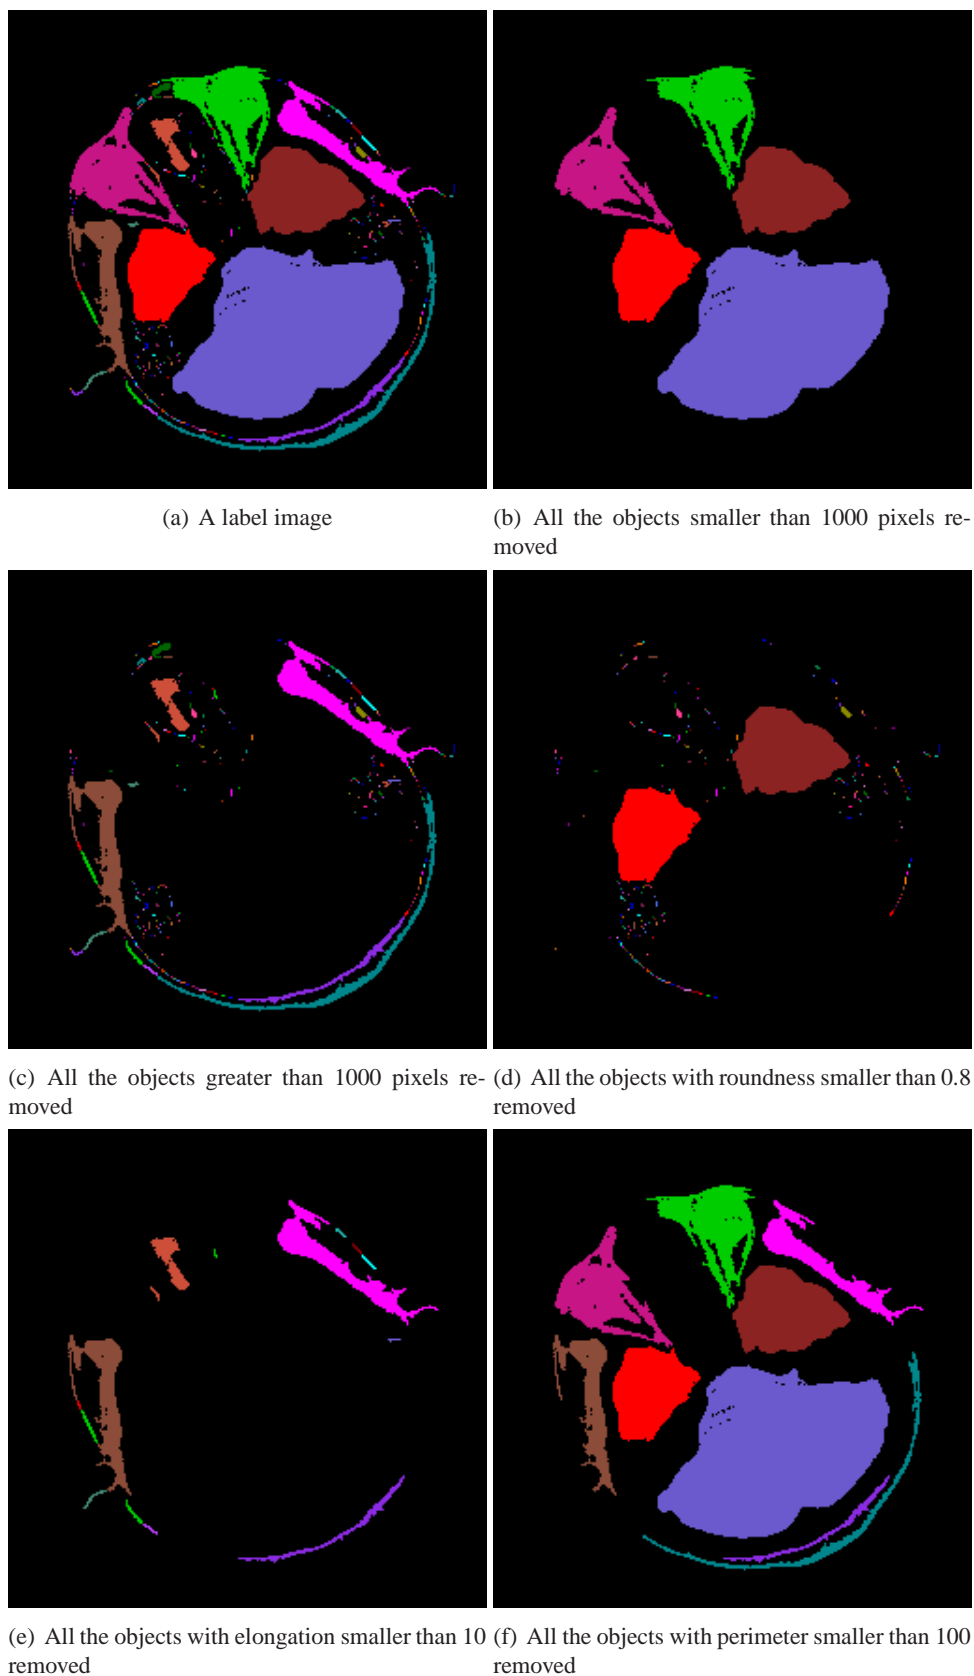 (a) A label image
(b) All the objects smaller than 1000 pixels re-
moved
(c) All the objects greater than 1000 pixels re-
moved
(d) All the objects with roundness smaller than 0.8
removed
(e) All the objects with elongation smaller than 10
removed
(f) All the objects with perimeter smaller than 100
removed